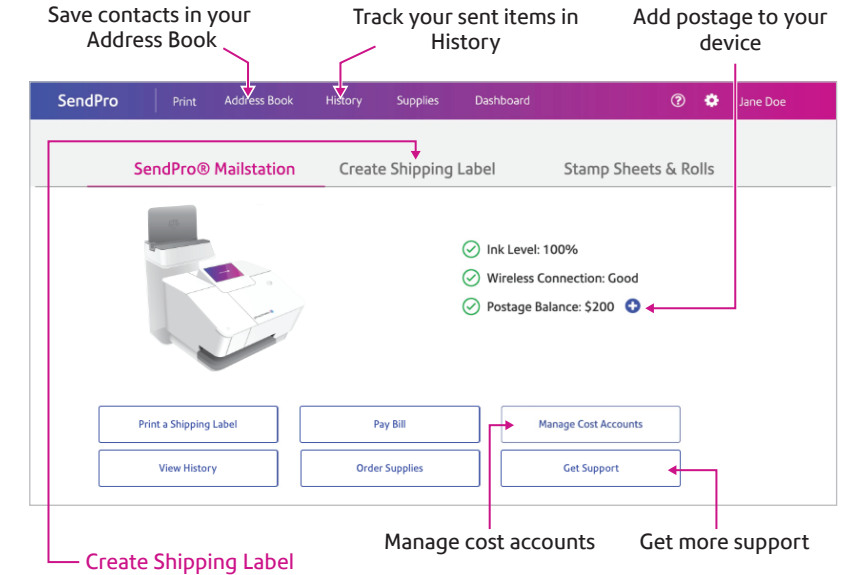 Save contacts in your
Address Book
Track your sent items in
History
Add postage to your
device
SendPro Print Address Book History Supplies Dashboard ? Jane Doe
SendPro® Mailstation Create Shipping Label Stamp Sheets & Rolls
Ink Level: 100%
Wireless Connection: Good
Postage Balance: $200
Print a Shipping Label Pay Bill Manage Cost Accounts
View History Order Supplies Get Support
Manage cost accounts Get more support
Create Shipping Label